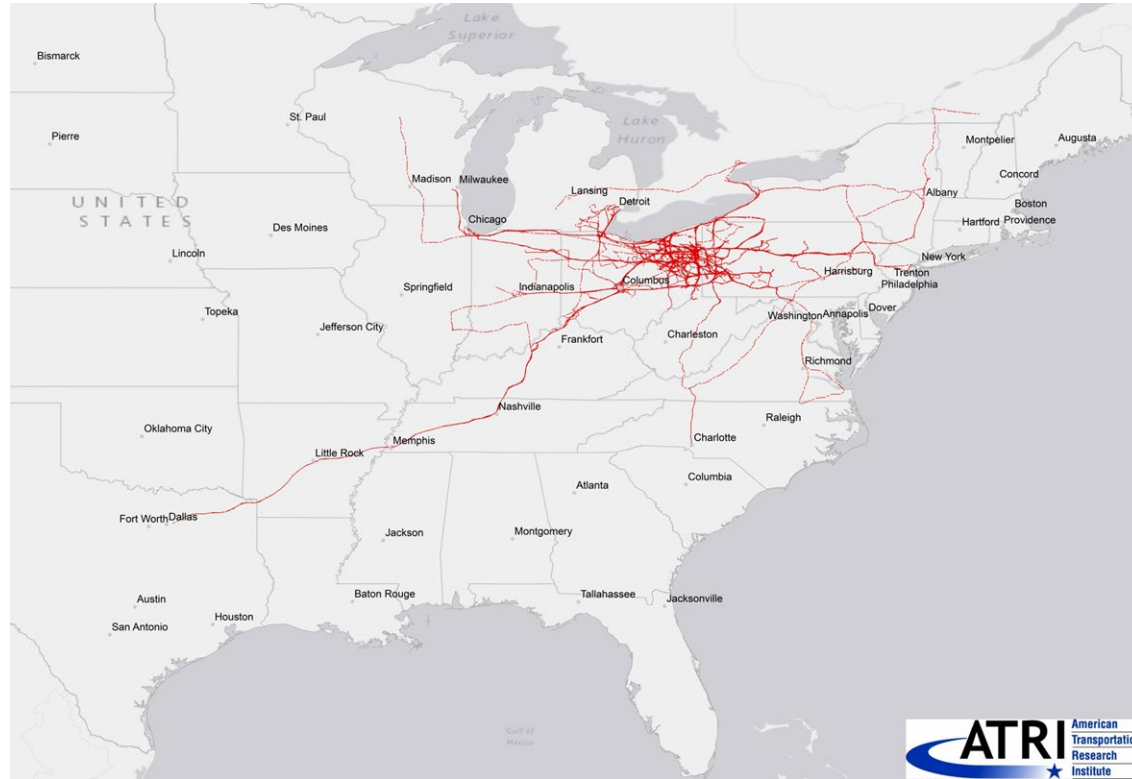 Lake
Superior
Bismarck
St. Paul
Pierre
Lake
Huron
Montpelier
Augusta
Madison
Milwaukee
Lansing
Detroit
Albany
Concord
Boston
UNITED
STATES
Chicago
Des Moines
Hartford
Providence
Lincoln
New York
Harrisburg
Trenton
Philadelphia
Springfield
Indianapolis
Columbus
Topeka
Jefferson City
Washington
Annapolis
Dover
Frankfort
Charleston
Richmond
Nashville
Raleigh
Oklahoma City
Memphis
Little Rock
Charlotte
Columbia
Atlanta
Fort Worth
Dallas
Jackson
Montgomery
Austin
Baton Rouge
Tallahassee
Jacksonville
Houston
San Antonio
Gulf of
Mexico
ATRI
American
Transportatio
Research
Institute